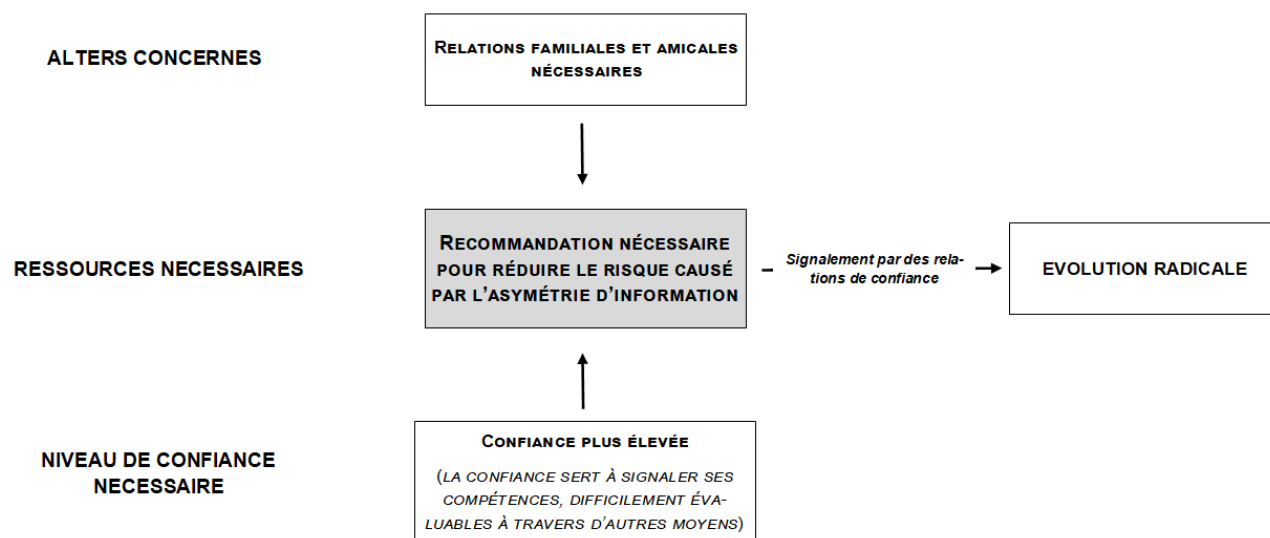 ALTERS CONCERNES
RELATIONS FAMILIALES ET AMICALES
NÉCESSAIRES
RESSOURCES NECESSAIRES
RECOMMANDATION NÉCESSAIRE
POUR RÉDUIRE LE RISQUE CAUSÉ
PAR L'ASYMÉTRIE D'INFORMATION
Signalement par des rela-
tions de confiance
EVOLUTION RADICALE
NIVEAU DE CONFIANCE
NECESSAIRE
CONFIANCE PLUS ÉLEVÉE
(LA CONFIANCE SERT À SIGNALER SES
COMPÉTENCES, DIFFICILEMENT ÉVA-
LUABLES À TRAVERS D'AUTRES MOYENS)